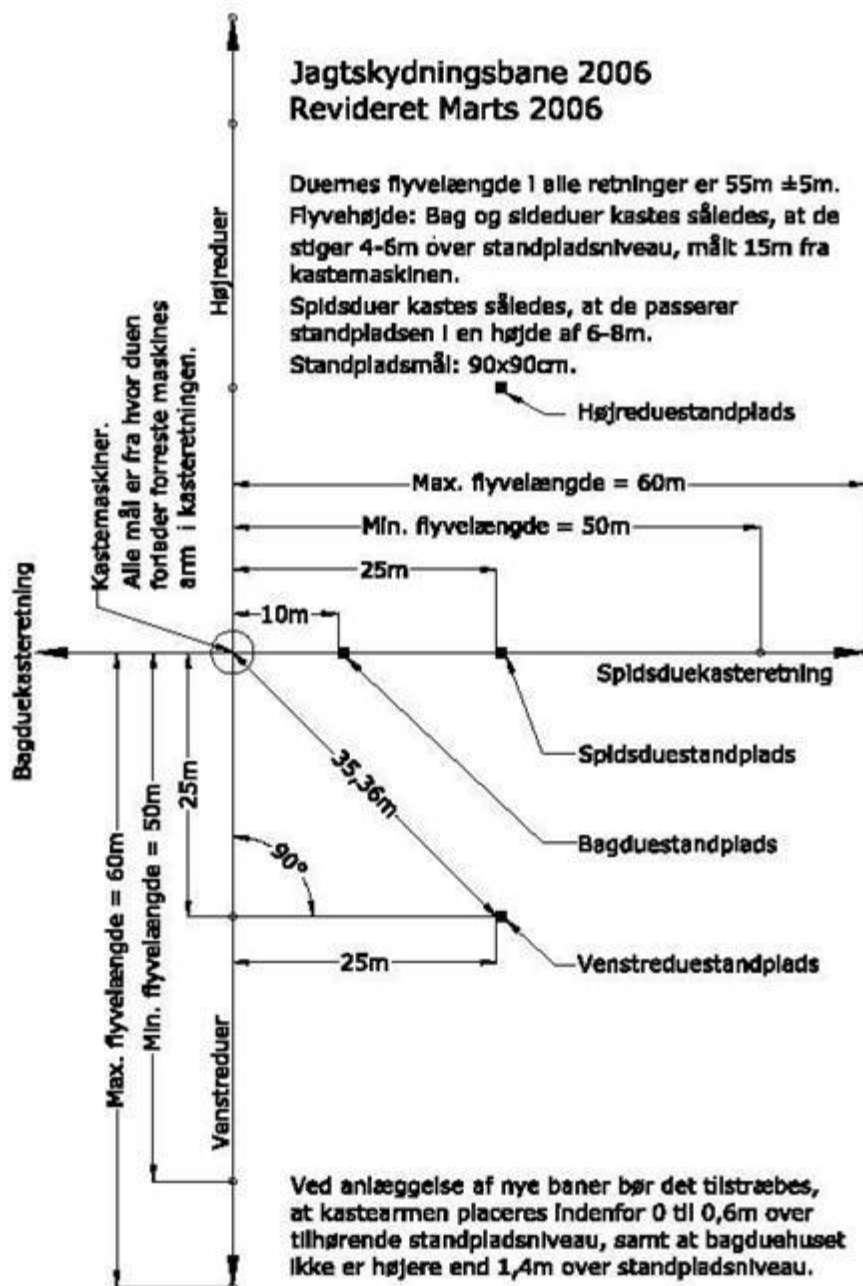 Jagtskydningsbane 2006
Revideret Marts 2006
Duernes flyvelængde i alle retninger er 55m ±5m.
Flyvehøjde: Bag og sideduer kastes således, at de
stiger 4-6m over standpladsniveau, målt 15m fra
kastemaskinen.
Spidsduer kastes således, at de passerer
standpladsen i en højde af 6-8m.
Standpladsmål: 90x90cm.
Højreduer
Højreduestandplads
Kastemaskiner.
Alle mål er fra hvor duen
forlader forreste maskines
arm i kasteretningen.
Max. flyvelængde = 60m
Min. flyvelængde = 50m
25m
10m
Bagduekasteretning
Spidsduekasteretning
Spidsduestandplads
35,36m
25m
Bagduestandplads
90°
Max. flyvelængde = 60m
Min. flyvelængde = 50m
25m
Venstreduestandplads
Venstreduer
Ved anlæggelse af nye baner bør det tilstræbes,
at kastearmen placeres indenfor 0 til 0,6m over
tilhørende standpladsniveau, samt at bagduehuset
ikke er højere end 1,4m over standpladsniveau.